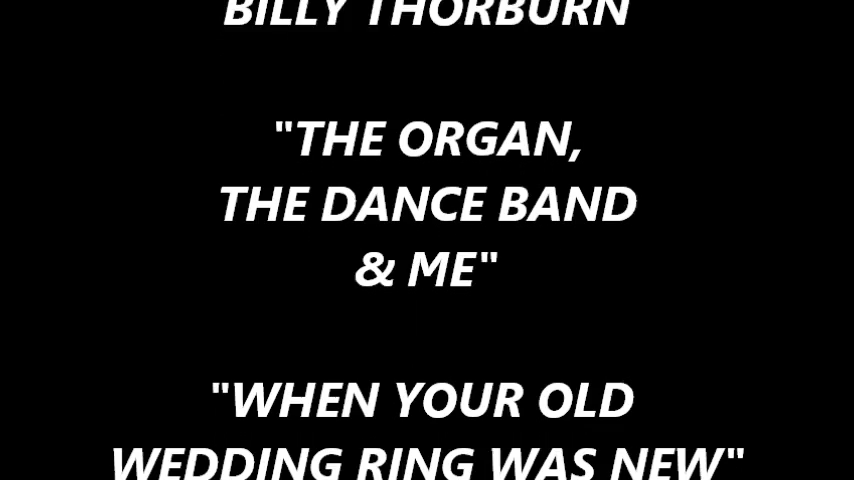 BILLY THORBURN
"THE ORGAN,
THE DANCE BAND
& ME"
"WHEN YOUR OLD
WEDDING RING WAS NEW"